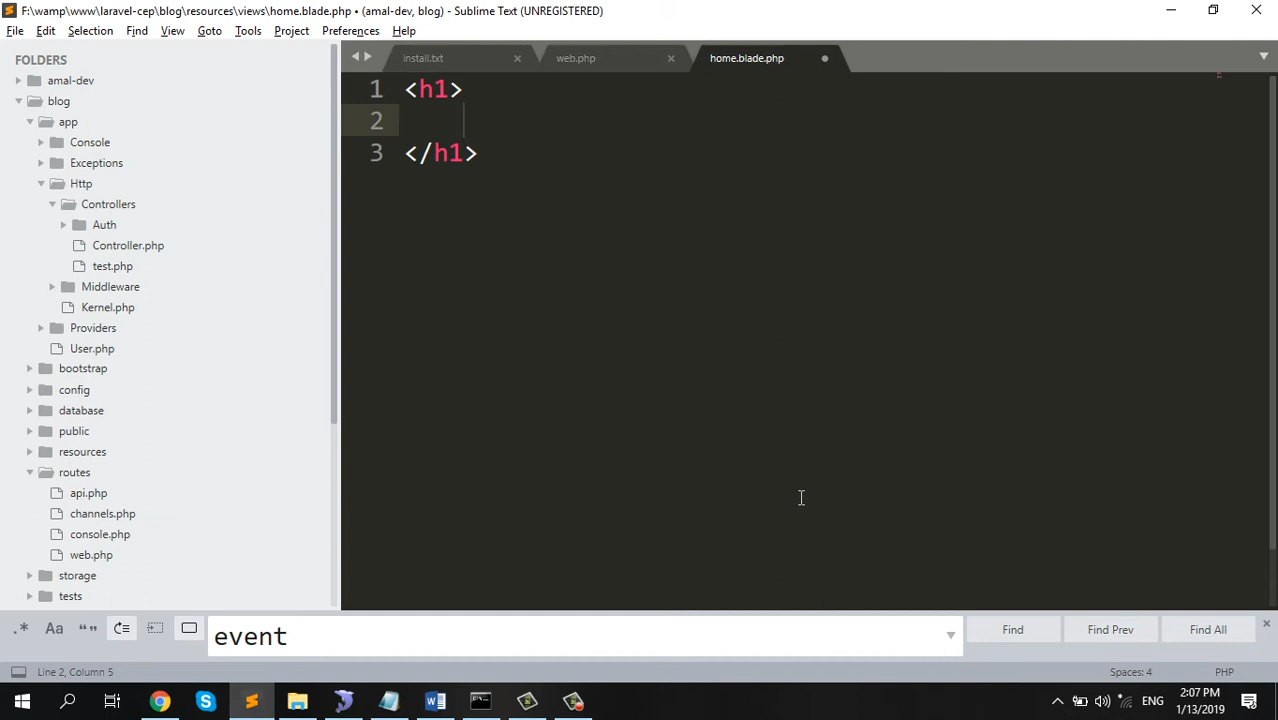 F:\wamp\www\laravel-cep\blog\resources\views\home.blade.php • (amal-dev, blog) - Sublime Text (UNREGISTERED)
File Edit Selection Find View Goto Tools Project Preferences Help
FOLDERS
amal-dev
blog
app
Console
Exceptions
Http
Controllers
Auth
Controller.php
test.php
Middleware
Kernel.php
Providers
User.php
bootstrap
config
database
public
resources
routes
api.php
channels.php
console.php
web.php
storage
tests
install.txt web.php home.blade.php
1 <h1>
2
3 </h1>
.* Aa “ ”
event
Find Find Prev Find All
Line 2, Column 5 Spaces: 4 PHP
ENG 2:07 PM
1/13/2019